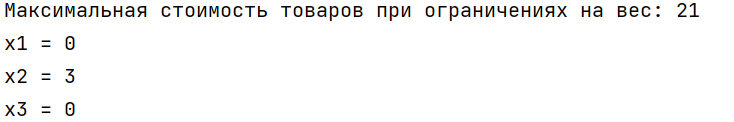 Максимальная стоимость товаров при ограничениях на вес: 21
x1 = 0
x2 = 3
x3 = 0